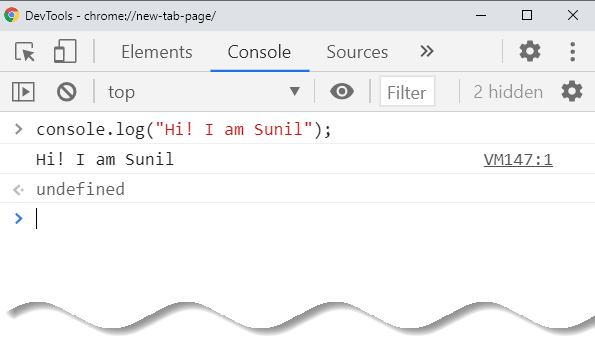 DevTools - chrome://new-tab-page/
Elements Console Sources »
top Filter 2 hidden
console.log("Hi! I am Sunil");
Hi! I am Sunil VM147:1
undefined